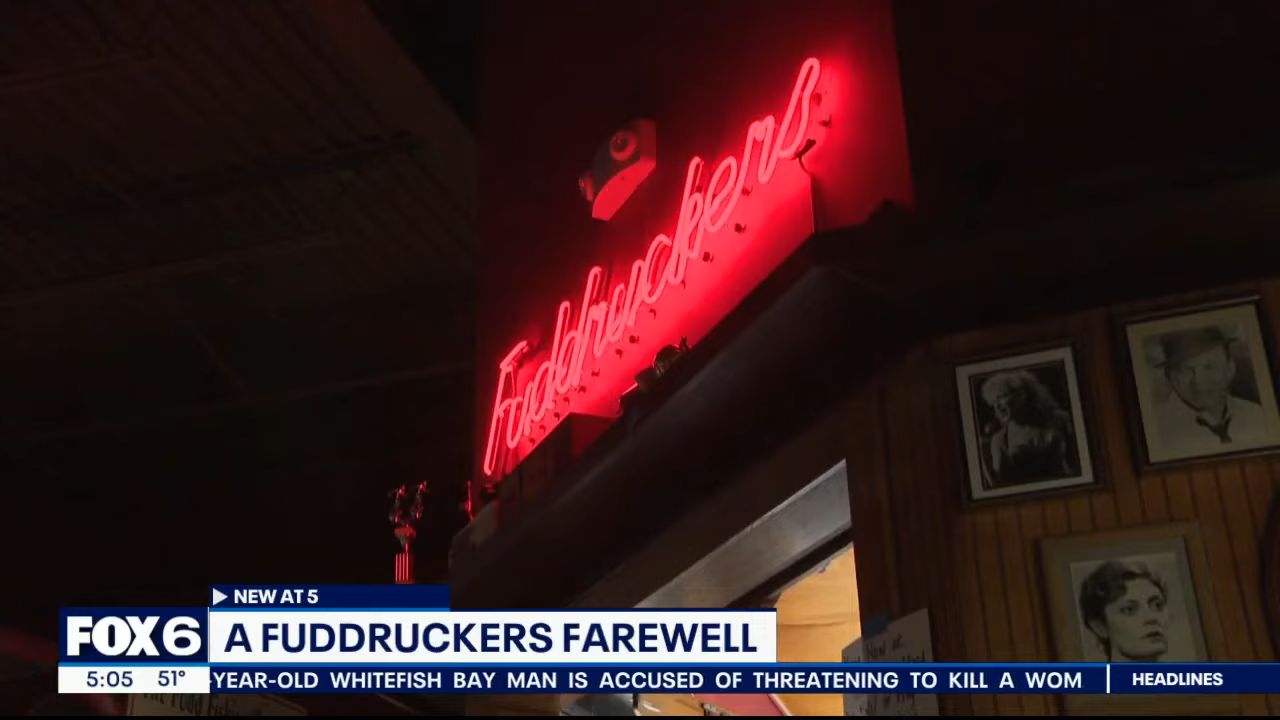 Fuddruckers
NEW AT 5
FOX6
A FUDDRUCKERS FAREWELL
5:05 51° -YEAR-OLD WHITEFISH BAY MAN IS ACCUSED OF THREATENING TO KILL A WOM HEADLINES